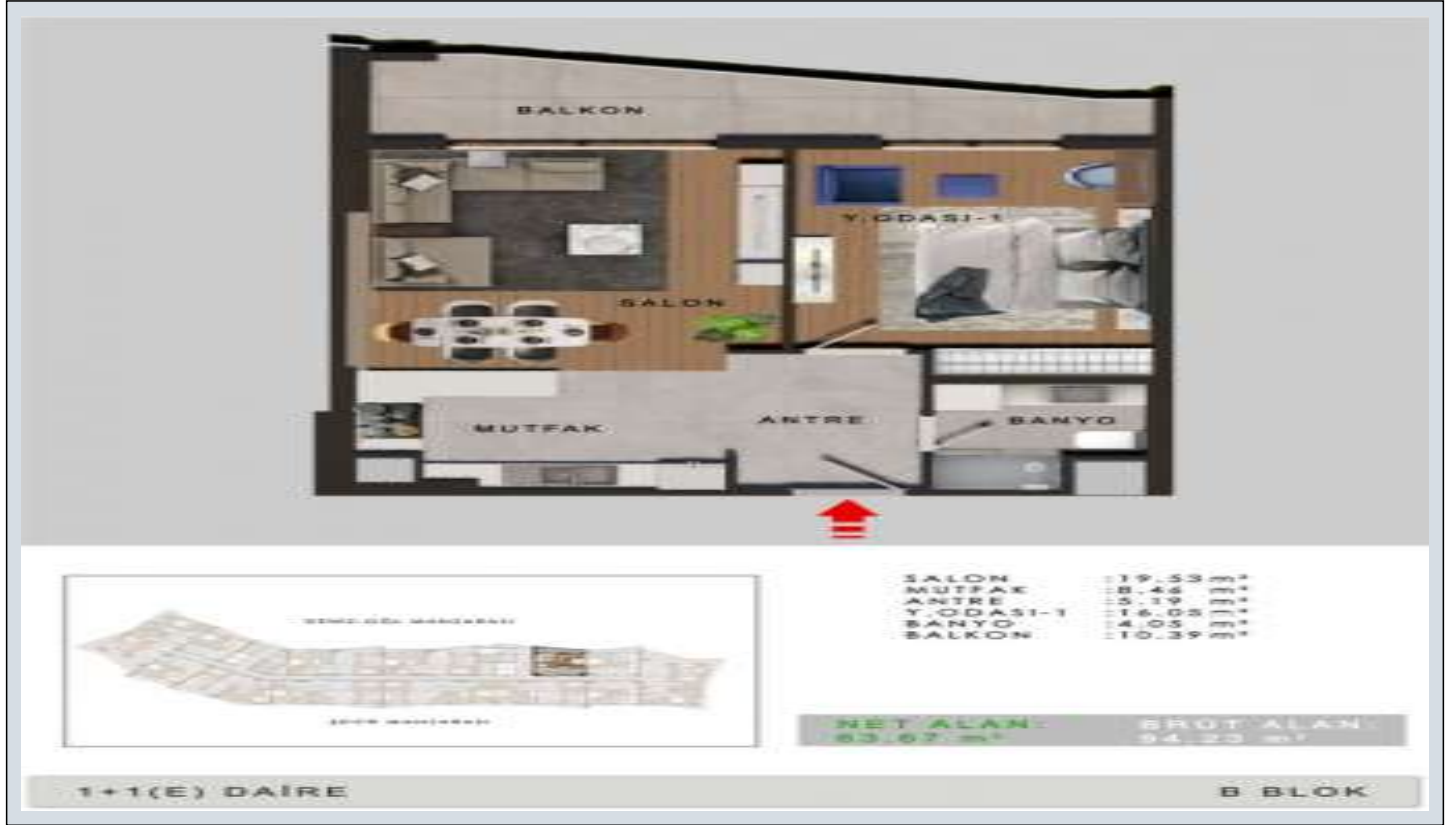 BALKON
Y.ODASI-1
SALON
MUTFAK
ANTRE
BANYO
SALON :19.53 m²
MUTFAK :8.46 m²
ANTRE :5.19 m²
Y.ODASI-1 :16.05 m²
BANYO :4.05 m²
BALKON :10.39 m²
MANZARASI
MANZARASI
NET ALAN: BRÜT ALAN:
63.67 m² 94.23 m²
1+1(E) DAİRE B BLOK